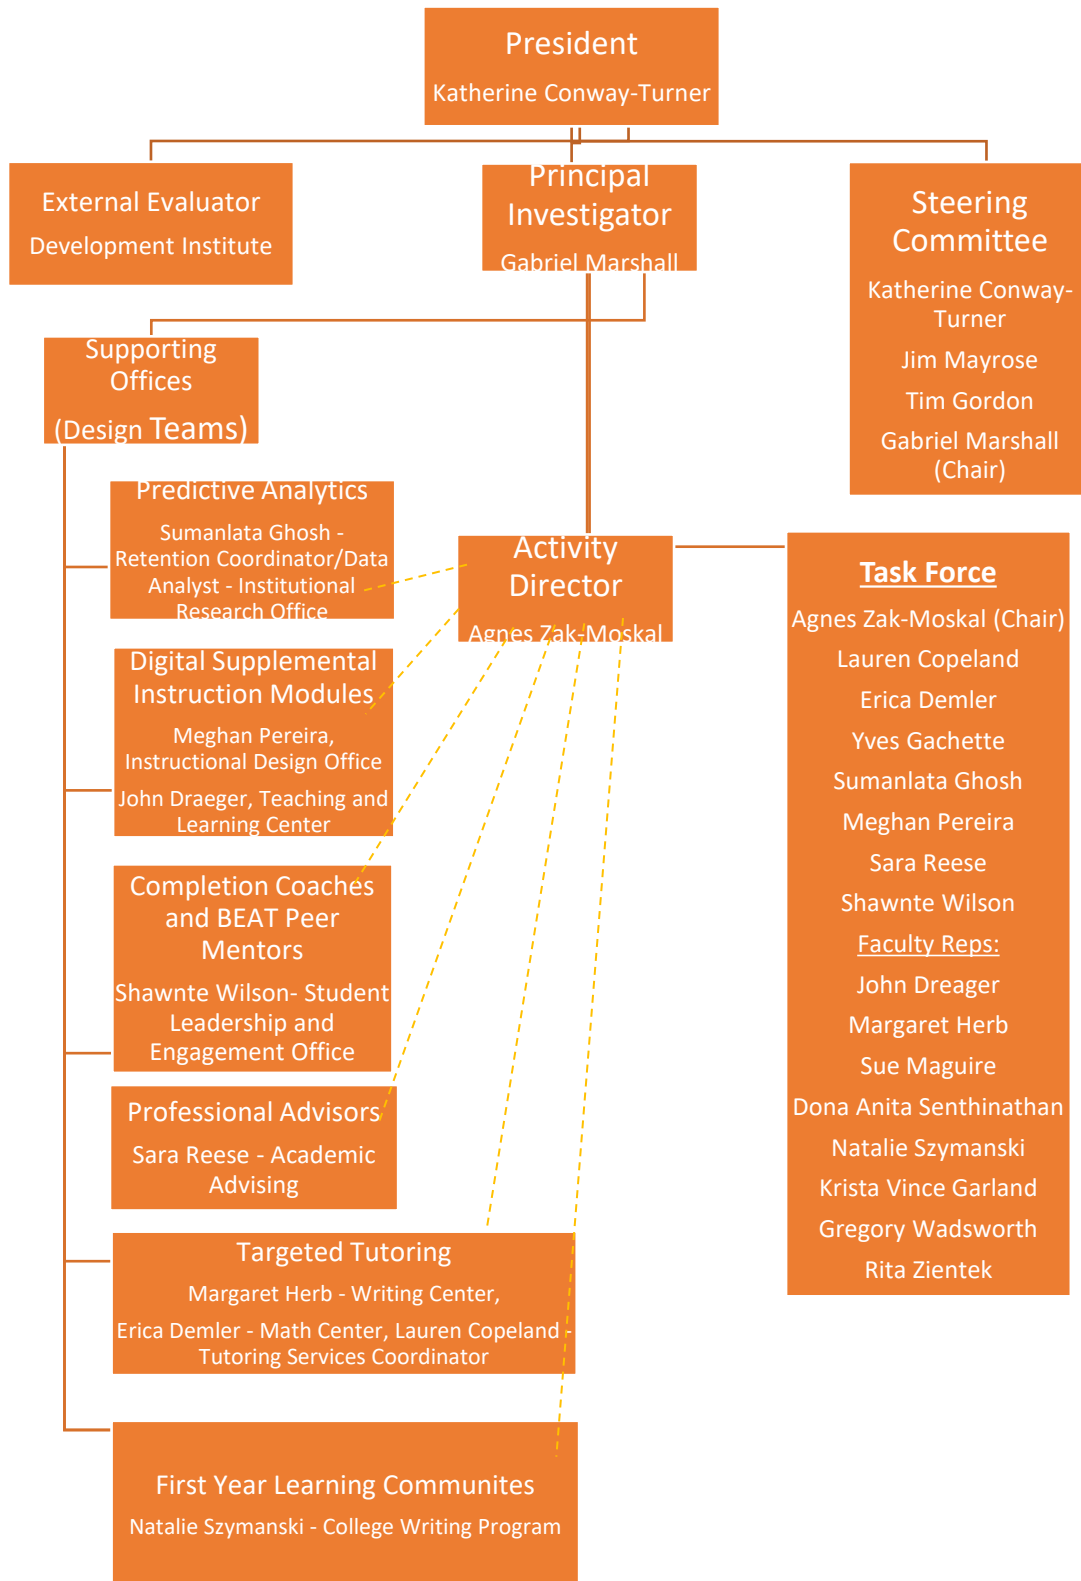 President
Katherine Conway-Turner
External Evaluator
Development Institute
Principal
Investigator
Gabriel Marshall
Steering
Committee
Katherine Conway-
Turner
Jim Mayrose
Tim Gordon
Gabriel Marshall
(Chair)
Supporting
Offices
(Design Teams)
Predictive Analytics
Sumanlata Ghosh -
Retention Coordinator/Data
Analyst - Institutional
Research Office
Digital Supplemental
Instruction Modules
Meghan Pereira,
Instructional Design Office
John Draeger, Teaching and
Learning Center
Completion Coaches
and BEAT Peer
Mentors
Shawnte Wilson- Student
Leadership and
Engagement Office
Professional Advisors
Sara Reese - Academic
Advising
Targeted Tutoring
Margaret Herb - Writing Center,
Erica Demler - Math Center, Lauren Copeland -
Tutoring Services Coordinator
First Year Learning Communites
Natalie Szymanski - College Writing Program
Activity
Director
Agnes Zak-Moskal
Task Force
Agnes Zak-Moskal (Chair)
Lauren Copeland
Erica Demler
Yves Gachette
Sumanlata Ghosh
Meghan Pereira
Sara Reese
Shawnte Wilson
Faculty Reps:
John Dreager
Margaret Herb
Sue Maguire
Dona Anita Senthinathan
Natalie Szymanski
Krista Vince Garland
Gregory Wadsworth
Rita Zientek